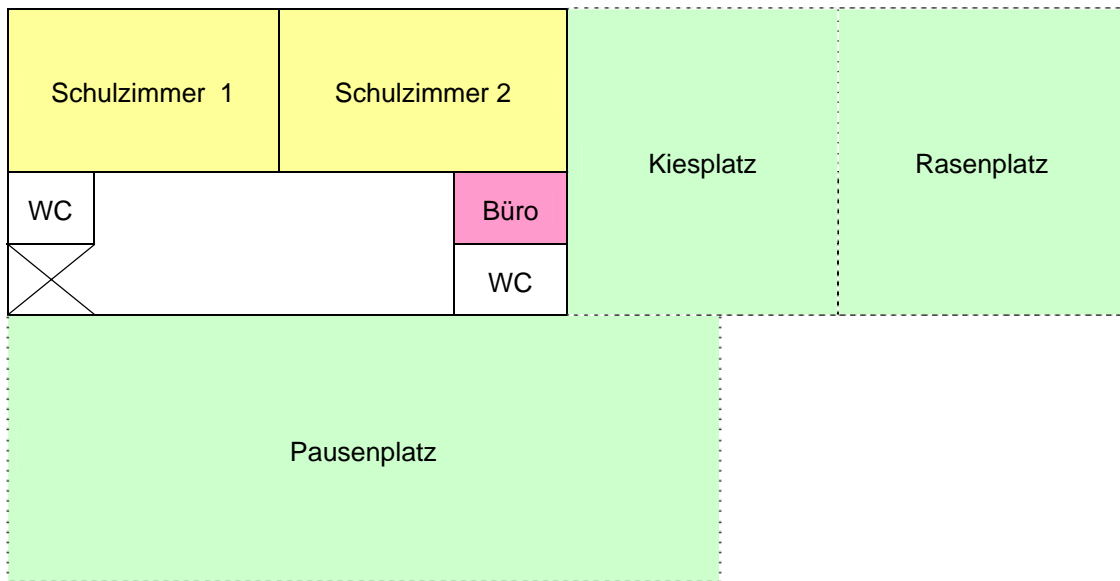 Schulzimmer 1
Schulzimmer 2
Kiesplatz
Rasenplatz
WC
Büro
WC
Pausenplatz